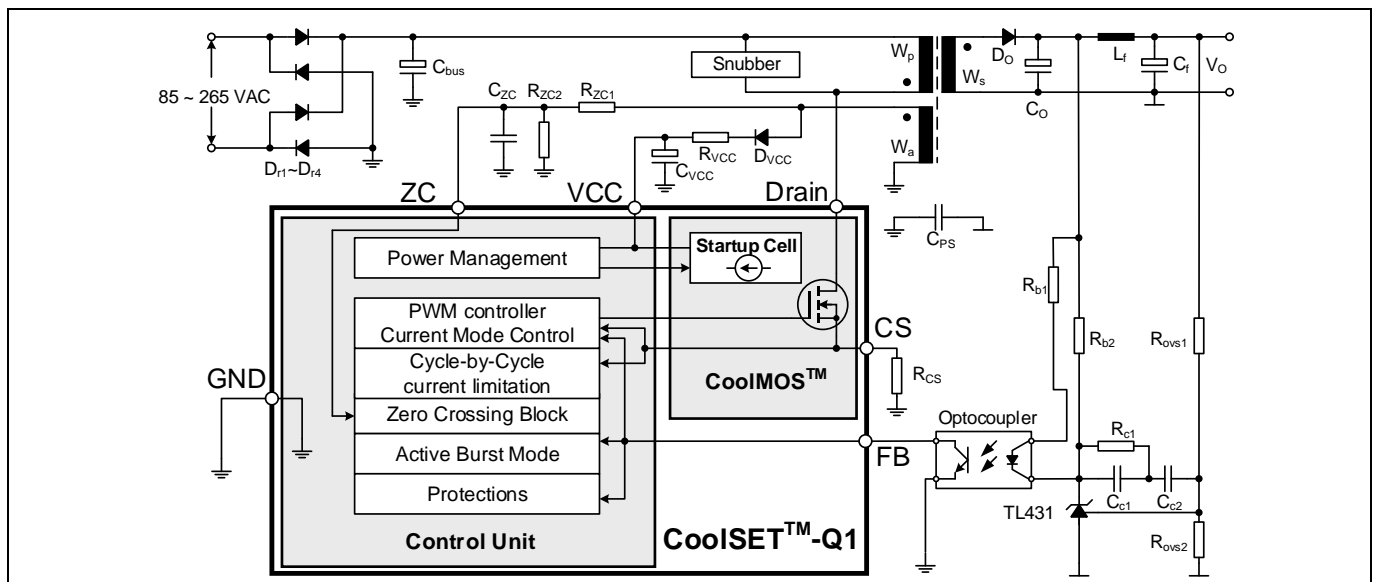 85 ~ 265 VAC
Dr1~Dr4
Cbus
Snubber
Wp
Ws
Wa
DO
CO
Lf
Cf
VO
CZC
RZC2
RZC1
CVCC
RVCC
DVCC
ZC
VCC
Drain
CPS
Power Management
Startup Cell
PWM controller
Current Mode Control
Cycle-by-Cycle
current limitation
Zero Crossing Block
Active Burst Mode
Protections
Control Unit
CoolMOS™
CoolSET™-Q1
GND
CS
RCS
FB
Optocoupler
Rb1
Rb2
Rovs1
Rc1
Cc1
Cc2
TL431
Rovs2